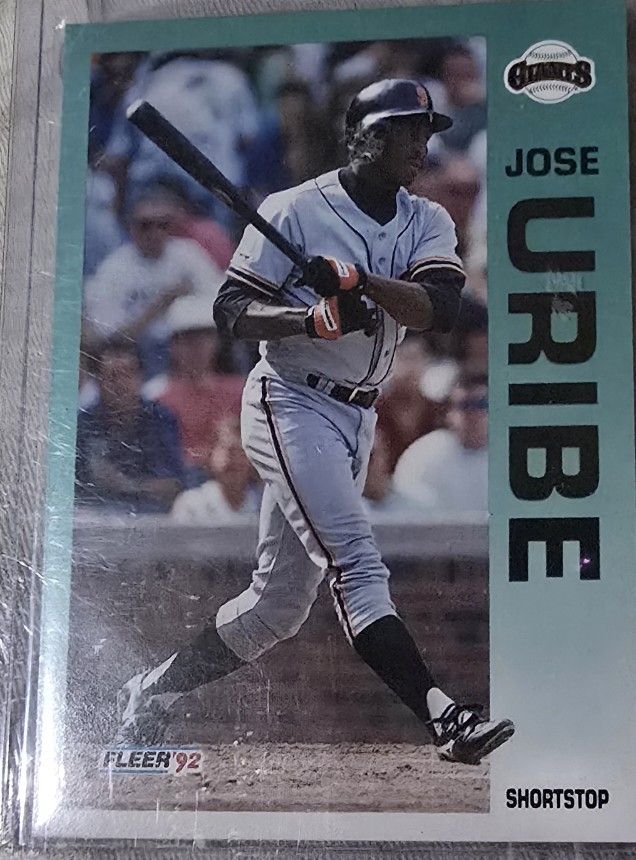 GIANTS
JOSE
URIBE
FLEER '92
SHORTSTOP